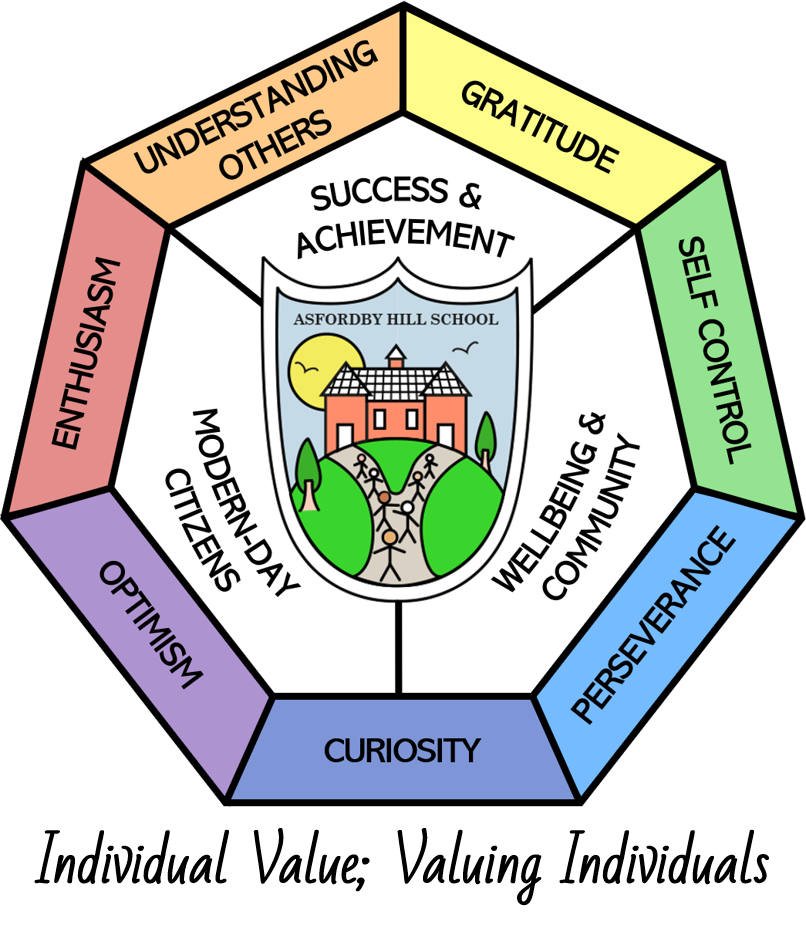 UNDERSTANDING
OTHERS
GRATITUDE
SELF CONTROL
PERSEVERANCE
CURIOSITY
OPTIMISM
ENTHUSIASM
SUCCESS &
ACHIEVEMENT
WELLBEING &
COMMUNITY
MODERN-DAY
CITIZENS
ASFORDBY HILL SCHOOL
Individual Value; Valuing Individuals